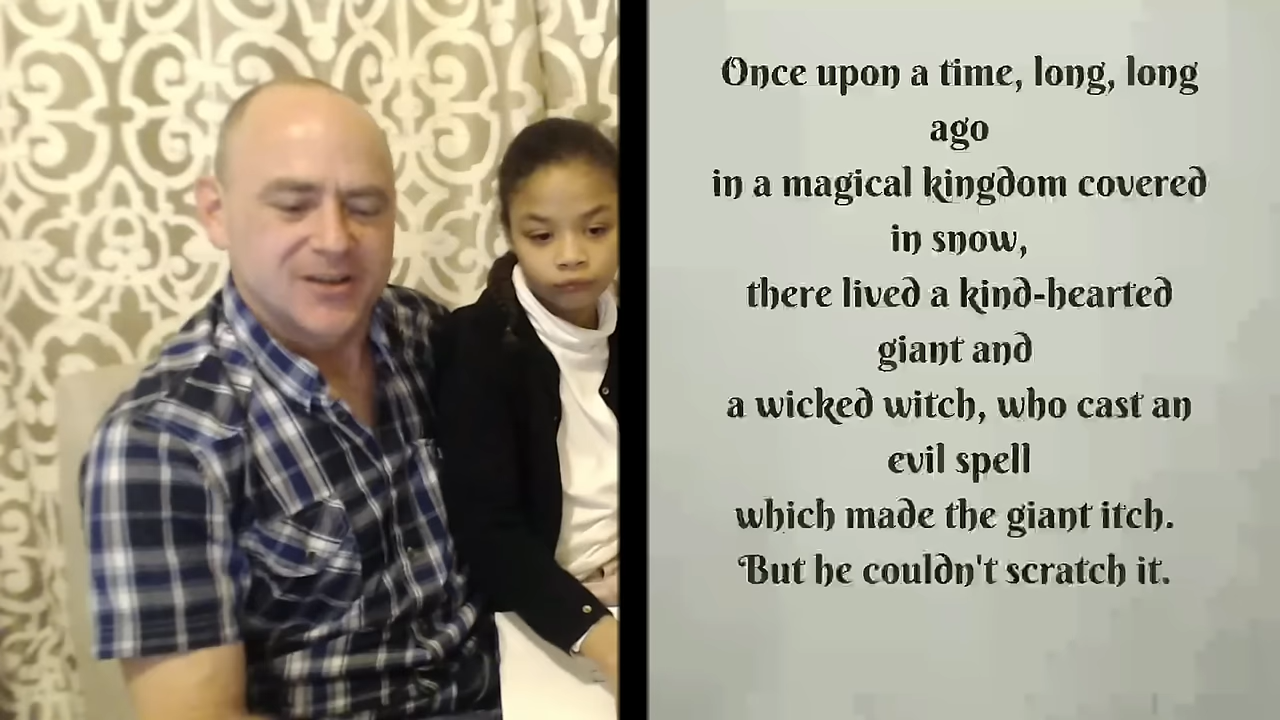 Once upon a time, long, long
ago
in a magical kingdom covered
in snow,
there lived a kind-hearted
giant and
a wicked witch, who cast an
evil spell
which made the giant itch.
But he couldn't scratch it.